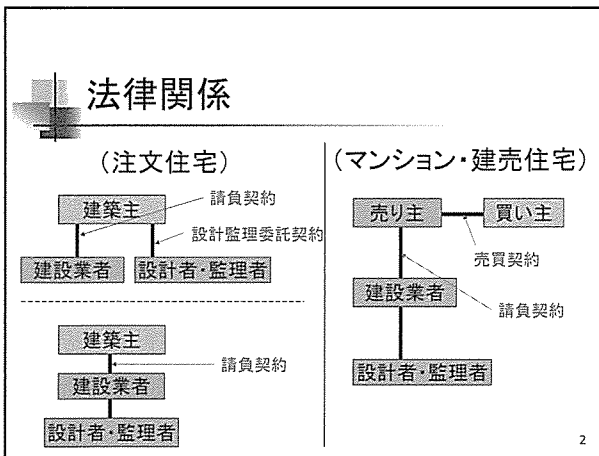 法律関係
(注文住宅)
建築主
請負契約
設計監理委託契約
建設業者
設計者・監理者
建築主
請負契約
建設業者
設計者・監理者
(マンション・建売住宅)
売り主
買い主
売買契約
建設業者
請負契約
設計者・監理者
2